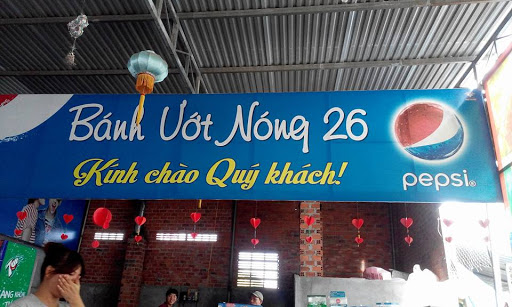 Bánh Ướt Nóng 26
Kính chào Quý khách!
pepsi®